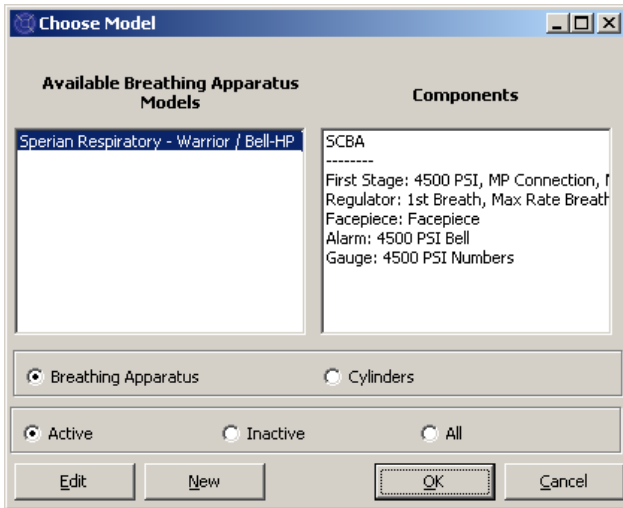 Choose Model
Available Breathing Apparatus
Models
Components
Sperian Respiratory - Warrior / Bell-HP
SCBA
--------
First Stage: 4500 PSI, MP Connection,
Regulator: 1st Breath, Max Rate Breath
Facepiece: Facepiece
Alarm: 4500 PSI Bell
Gauge: 4500 PSI Numbers
Breathing Apparatus
Cylinders
Active
Inactive
All
Edit
New
OK
Cancel